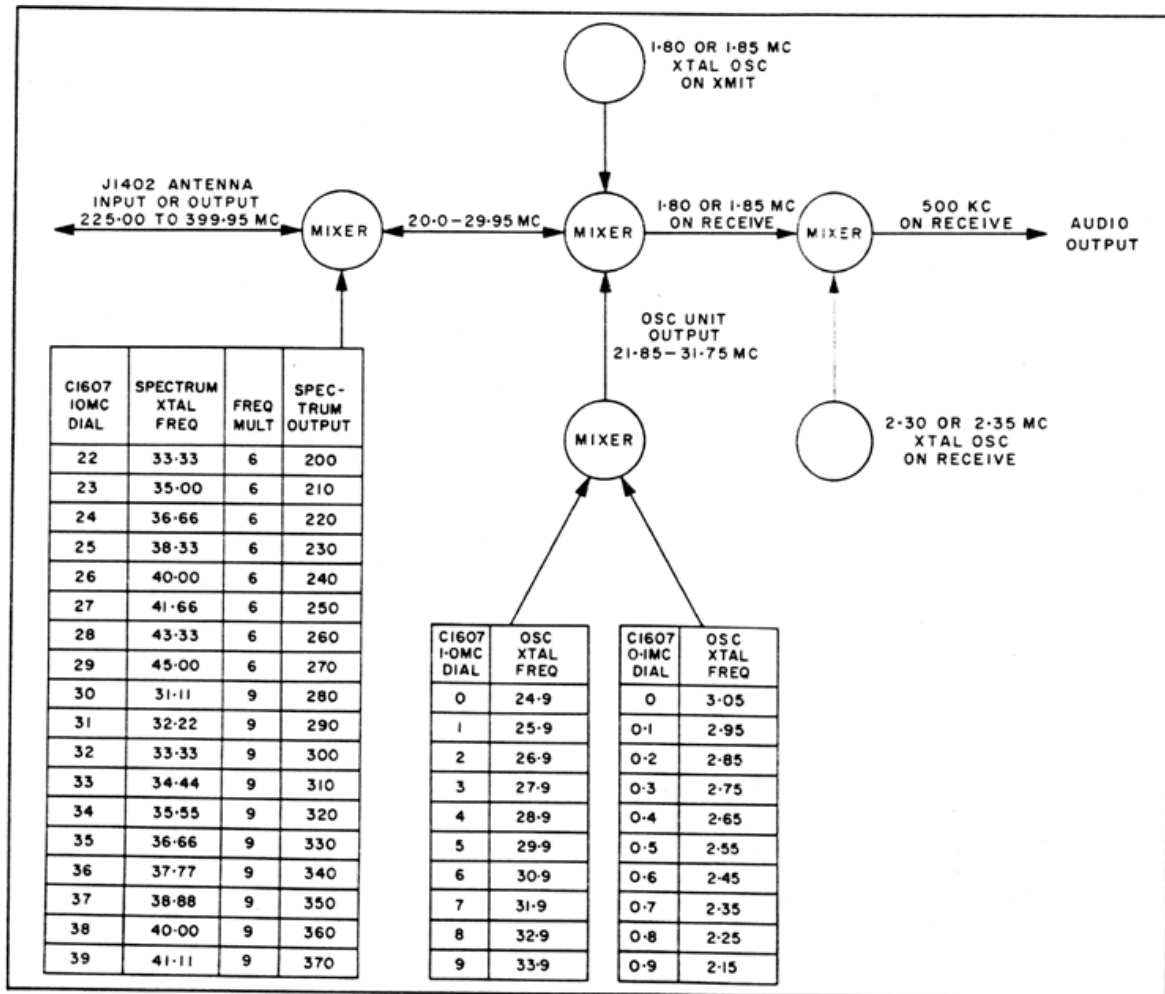 1·80 OR 1·85 MC
XTAL OSC
ON XMIT
J1402 ANTENNA
INPUT OR OUTPUT
225·00 TO 399·95 MC
MIXER
20·0–29·95 MC
MIXER
1·80 OR 1·85 MC
ON RECEIVE
MIXER
500 KC
ON RECEIVE
AUDIO
OUTPUT
OSC UNIT
OUTPUT
21·85–31·75 MC
MIXER
2·30 OR 2·35 MC
XTAL OSC
ON RECEIVE
C1607 10MC DIAL | SPECTRUM XTAL FREQ | FREQ MULT | SPEC-TRUM OUTPUT
22 33·33 6 200
23 35·00 6 210
24 36·66 6 220
25 38·33 6 230
26 40·00 6 240
27 41·66 6 250
28 43·33 6 260
29 45·00 6 270
30 31·11 9 280
31 32·22 9 290
32 33·33 9 300
33 34·44 9 310
34 35·55 9 320
35 36·66 9 330
36 37·77 9 340
37 38·88 9 350
38 40·00 9 360
39 41·11 9 370
C1607 1·0MC DIAL | OSC XTAL FREQ
0 24·9
1 25·9
2 26·9
3 27·9
4 28·9
5 29·9
6 30·9
7 31·9
8 32·9
9 33·9
C1607 0·1MC DIAL | OSC XTAL FREQ
0 3·05
0·1 2·95
0·2 2·85
0·3 2·75
0·4 2·65
0·5 2·55
0·6 2·45
0·7 2·35
0·8 2·25
0·9 2·15